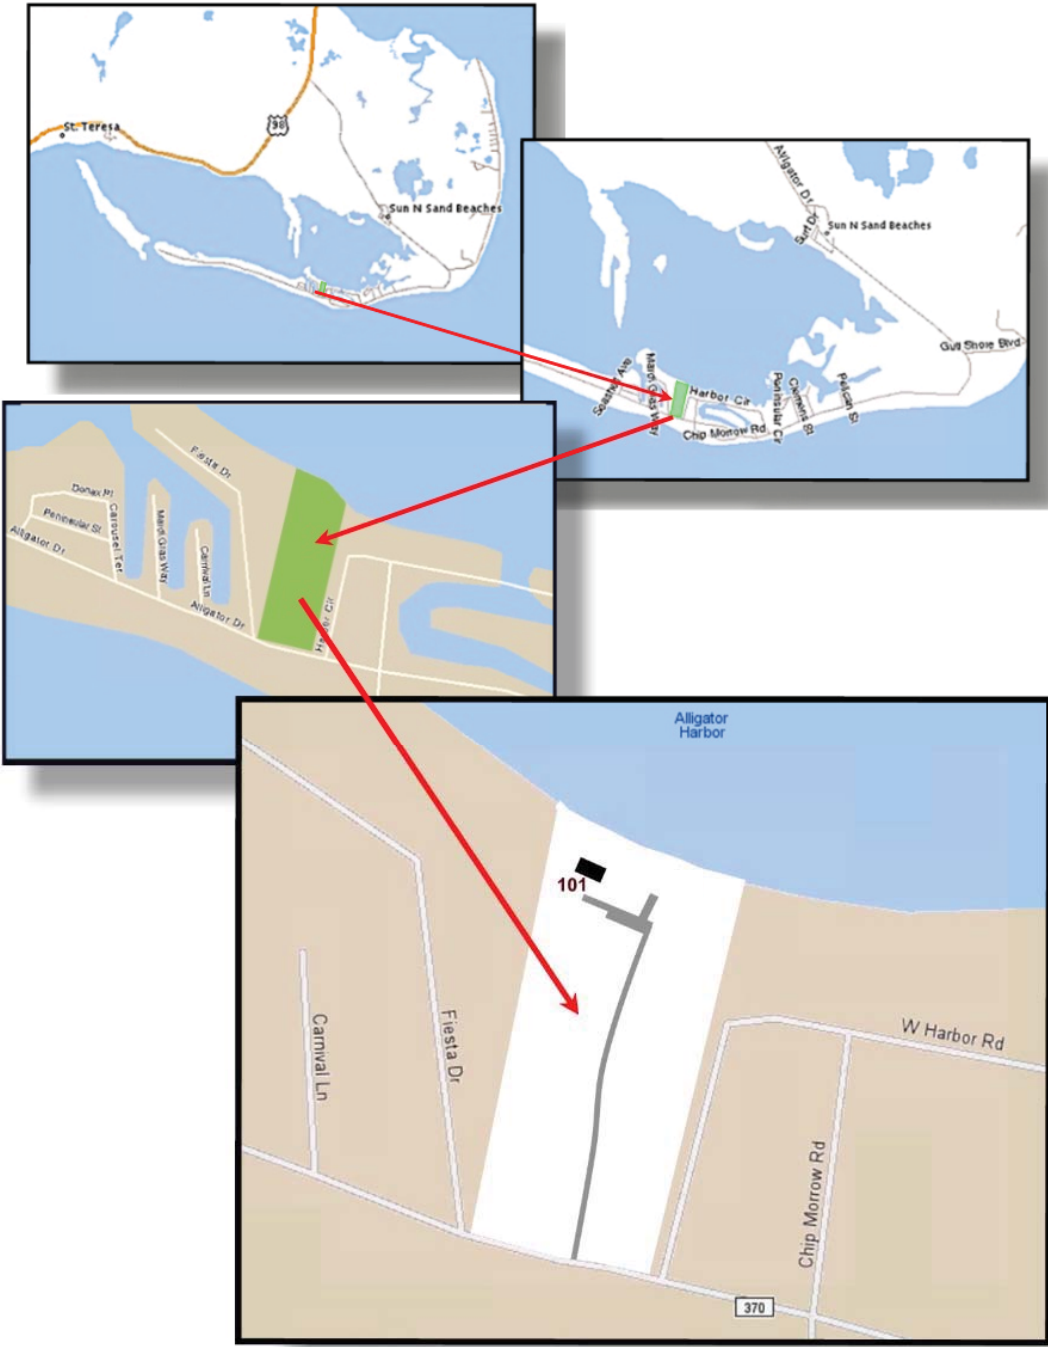 98
St. Teresa
Sun N Sand Beaches
Alligator Dr
Surf Dr
Sun N Sand Beaches
Gulf Shore Blvd
Seashor Ave
Mardi Gras Way
Harbor Cir
Chip Morrow Rd
Peninsular Cir
Clemens St
Pelican St
Fiesta Dr
Donax Pl
Peninsular St
Carousel Ter
Mardi Gras Way
Carnival Ln
Alligator Dr
Alligator Dr
Alligator
Harbor
101
Carnival Ln
Fiesta Dr
W Harbor Rd
Chip Morrow Rd
370